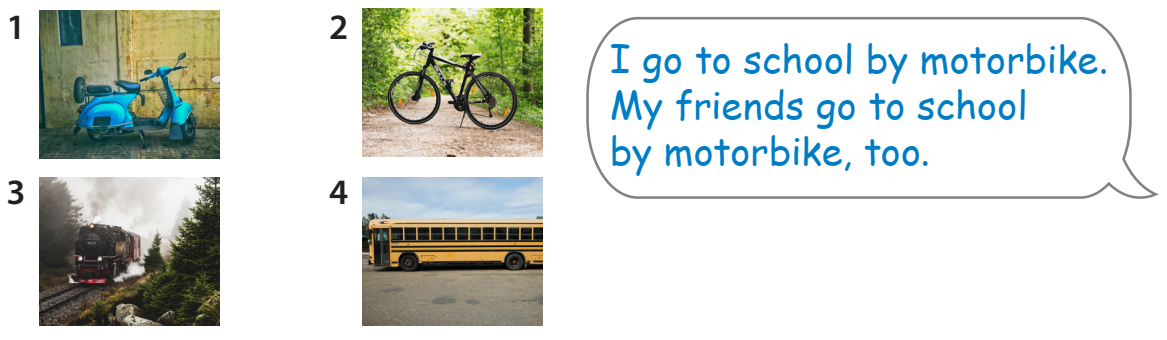 1
2
I go to school by motorbike.
My friends go to school
by motorbike, too.
3
4